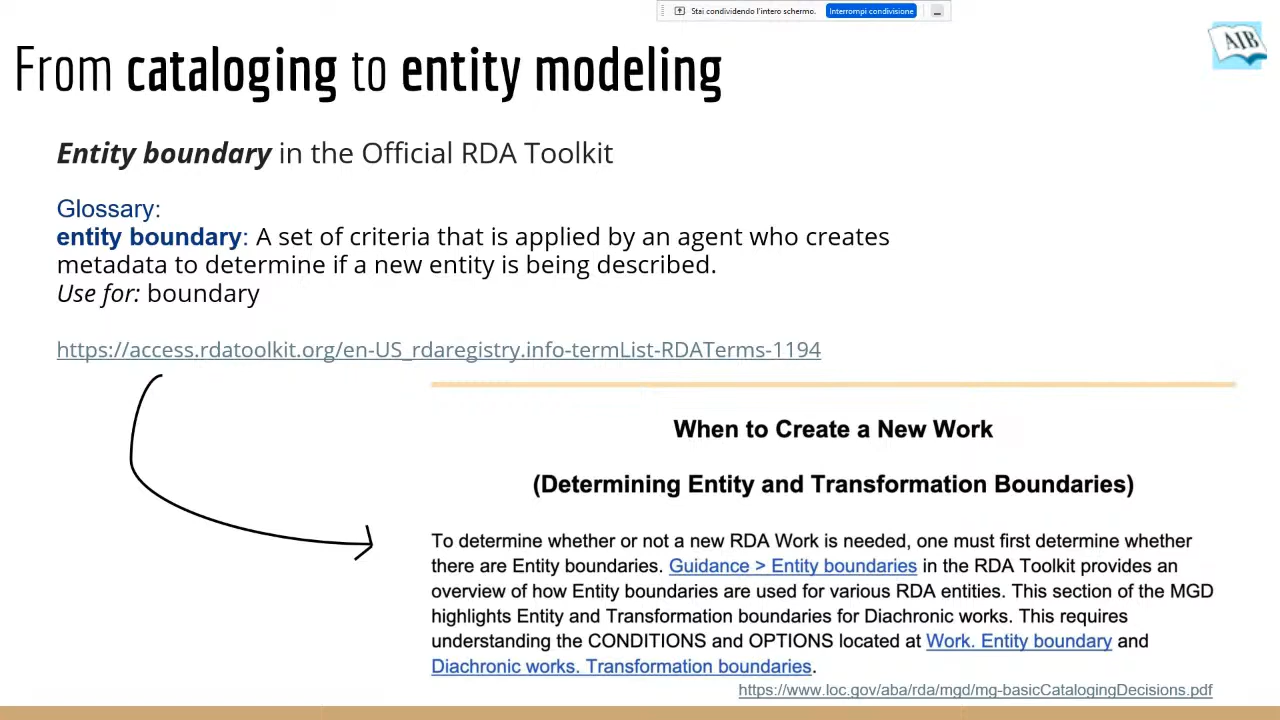 Stai condividendo l'intero schermo. Interrompi condivisione
From cataloging to entity modeling
AIB
Entity boundary in the Official RDA Toolkit
Glossary:
entity boundary: A set of criteria that is applied by an agent who creates
metadata to determine if a new entity is being described.
Use for: boundary
https://access.rdatoolkit.org/en-US_rdaregistry.info-termList-RDATerms-1194
When to Create a New Work
(Determining Entity and Transformation Boundaries)
To determine whether or not a new RDA Work is needed, one must first determine whether
there are Entity boundaries. Guidance > Entity boundaries in the RDA Toolkit provides an
overview of how Entity boundaries are used for various RDA entities. This section of the MGD
highlights Entity and Transformation boundaries for Diachronic works. This requires
understanding the CONDITIONS and OPTIONS located at Work. Entity boundary and
Diachronic works. Transformation boundaries.
https://www.loc.gov/aba/rda/mgd/mg-basicCatalogingDecisions.pdf